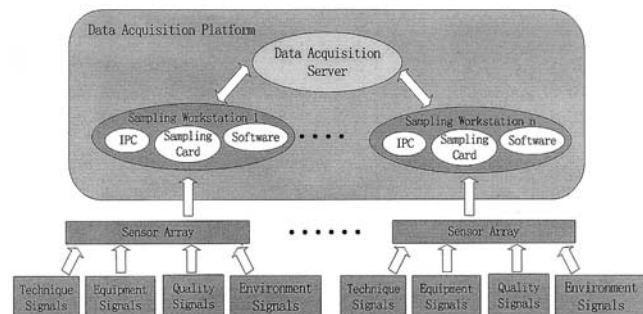 Data Acquisition Platform
Data Acquisition
Server
Sampling Workstation 1
IPC
Sampling
Card
Software
Sampling Workstation n
IPC
Sampling
Card
Software
Sensor Array
Sensor Array
Technique
Signals
Equipment
Signals
Quality
Signals
Environment
Signals
Technique
Signals
Equipment
Signals
Quality
Signals
Environment
Signals